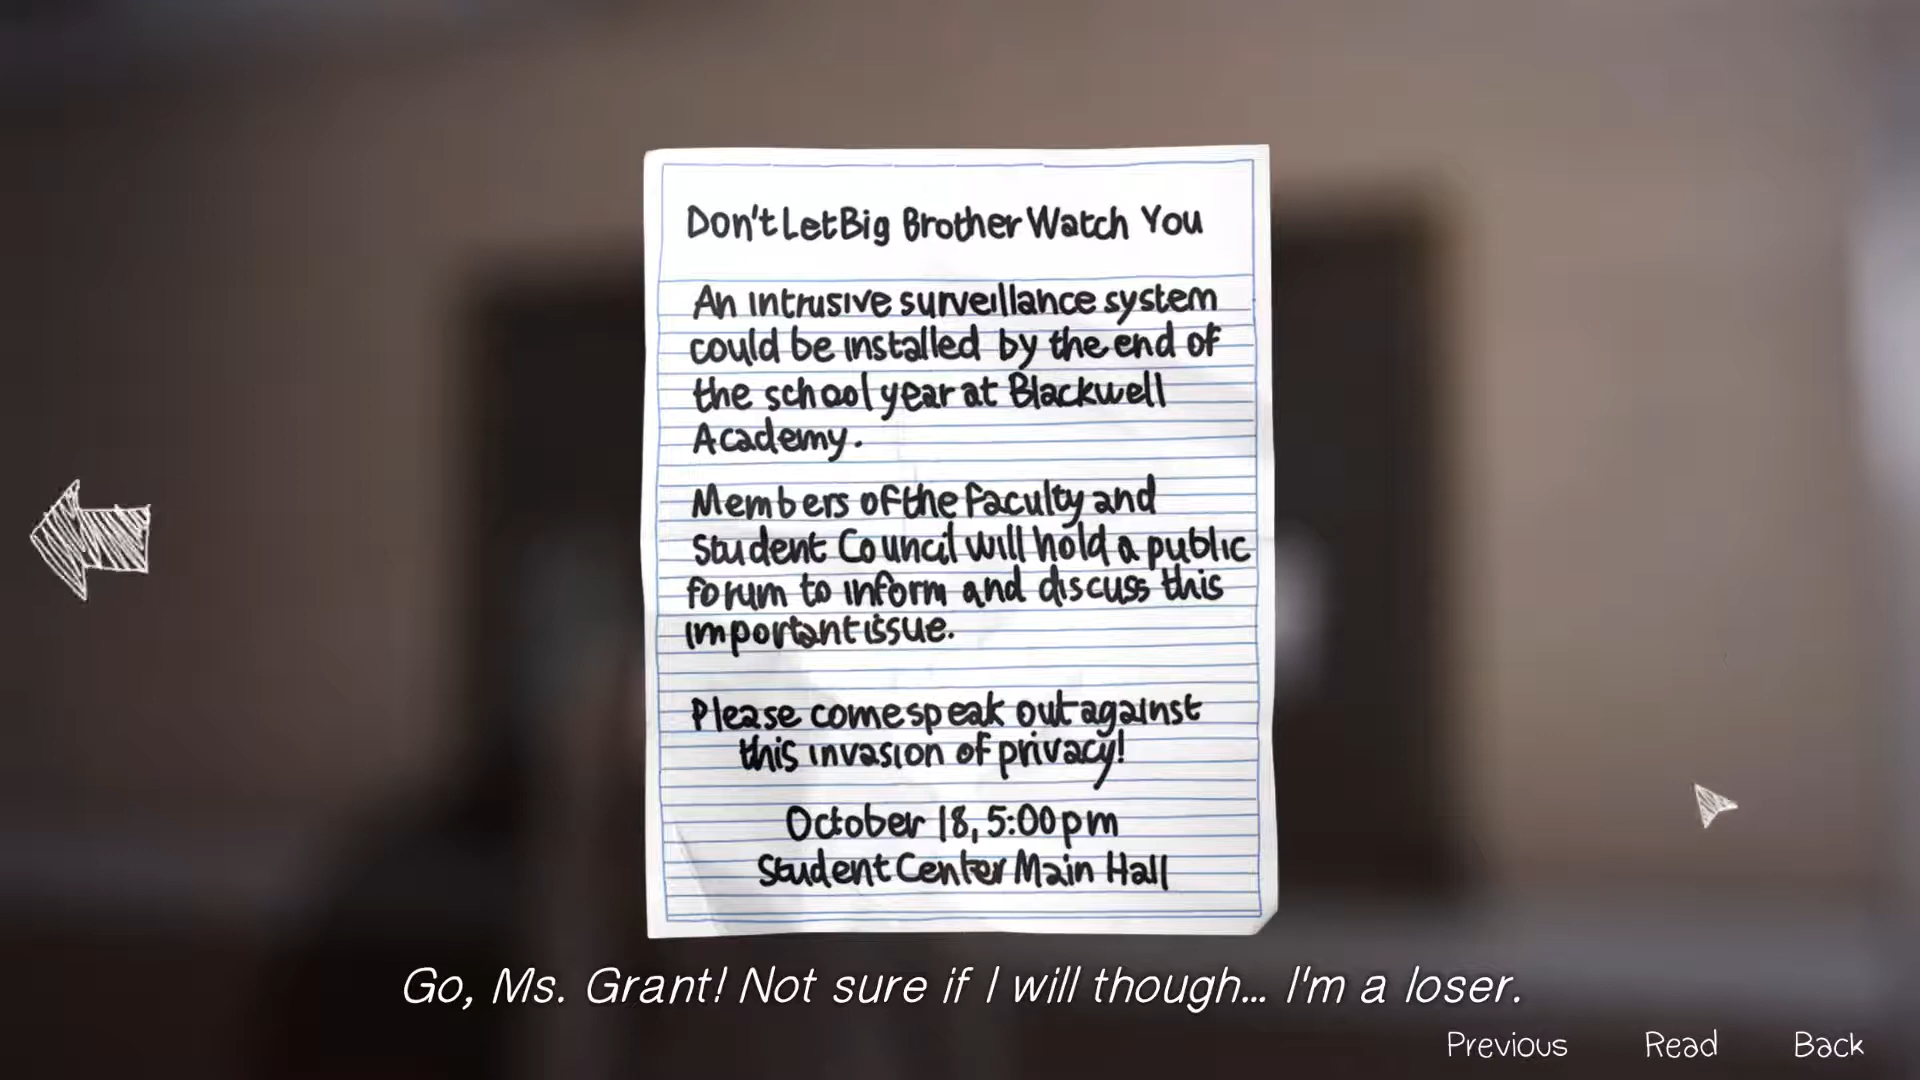 Don't Let Big Brother Watch You
An intrusive surveillance system
could be installed by the end of
the school year at Blackwell
Academy.
Members of the Faculty and
Student Council will hold a public
forum to inform and discuss this
important issue.
Please come speak out against
this invasion of privacy!
October 18, 5:00pm
Student Center Main Hall
Go, Ms. Grant! Not sure if I will though... I'm a loser.
Previous Read Back